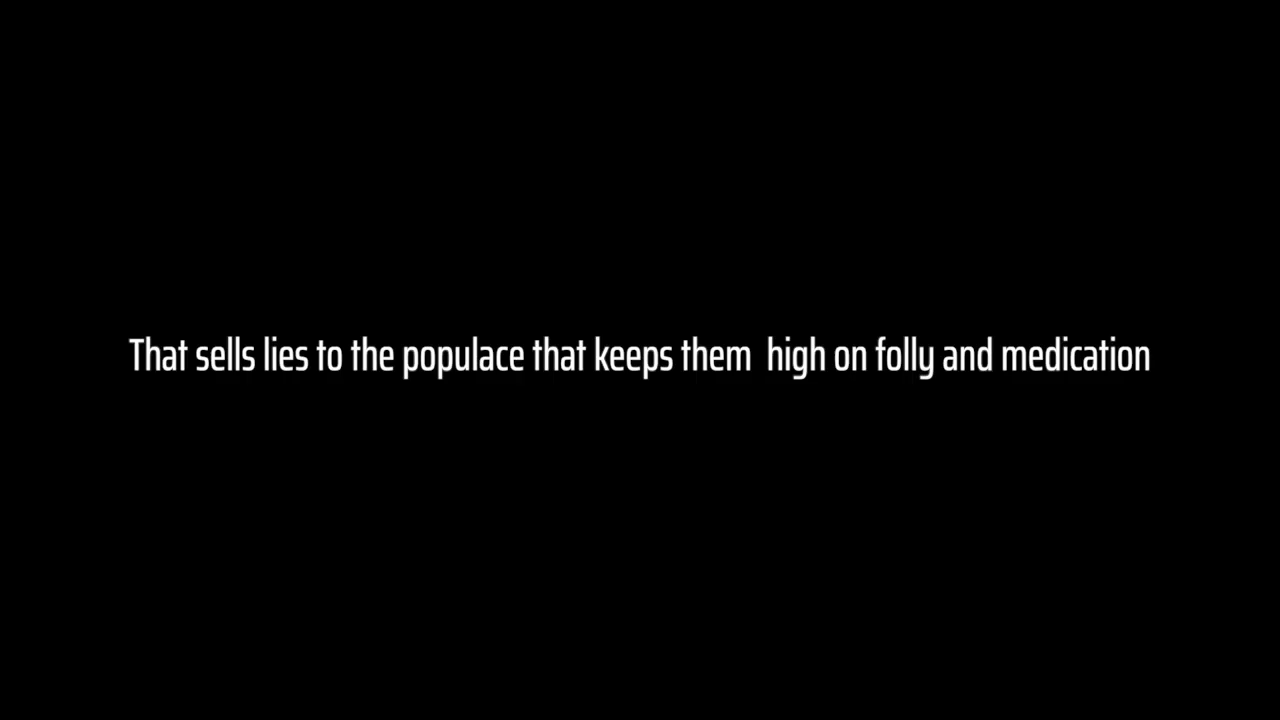 That sells lies to the populace that keeps them  high on folly and medication